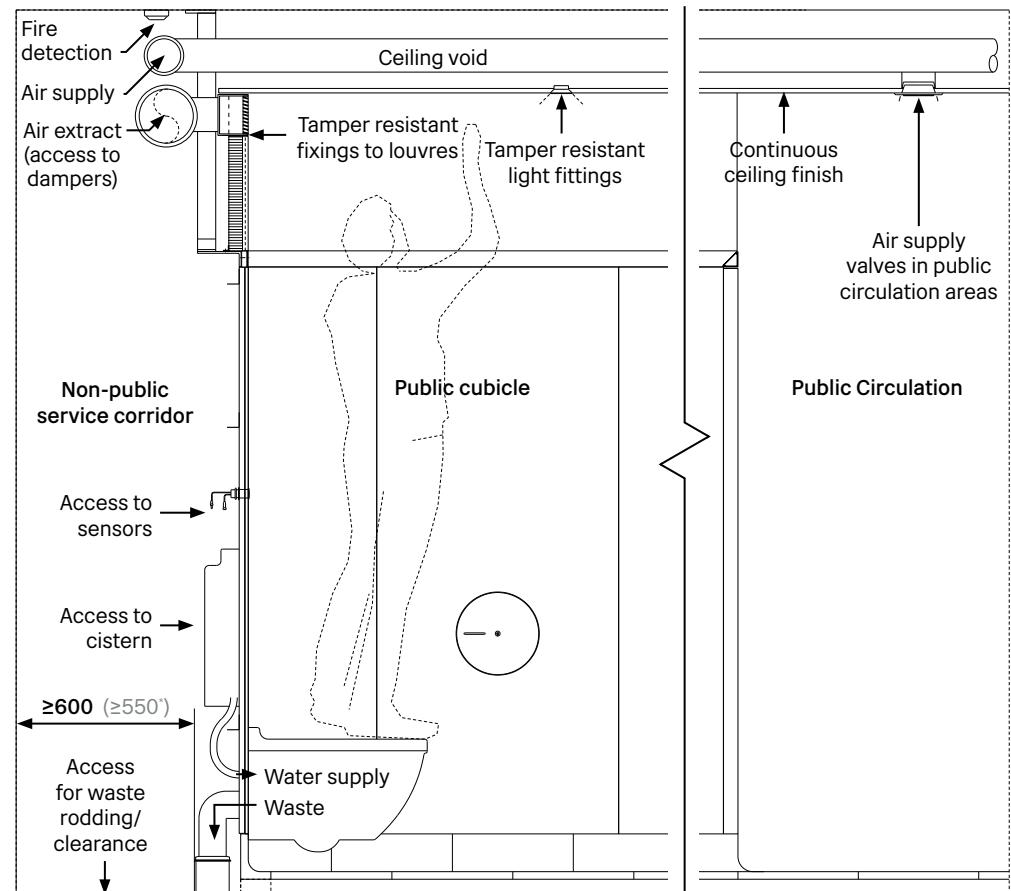 Fire
detection
Air supply
Air extract
(access to
dampers)
Ceiling void
Tamper resistant
fixings to louvres
Tamper resistant
light fittings
Continuous
ceiling finish
Air supply
valves in public
circulation areas
Non-public
service corridor
Public cubicle
Public Circulation
Access to
sensors
Access to
cistern
≥600 (≥550*)
Access
for waste
rodding/
clearance
Water supply
Waste